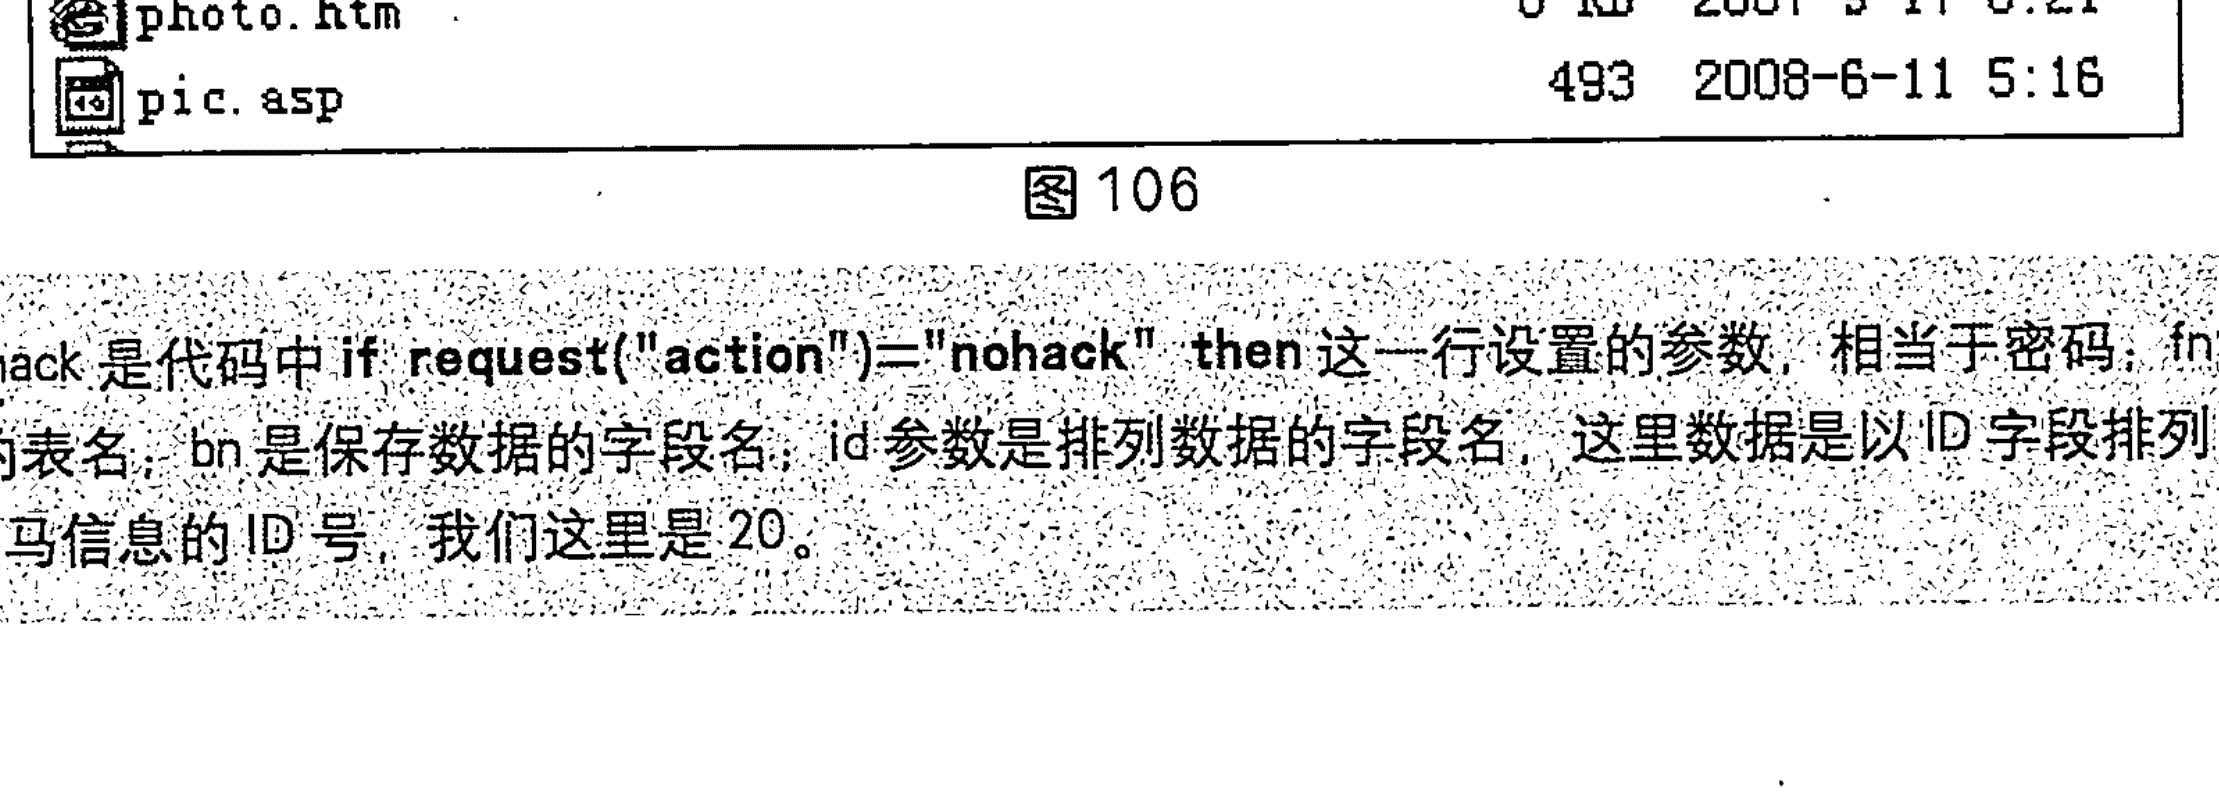 photo.htm
pic.asp 493 2008-6-11 5:16
图 106
hack 是代码中 if request("action")="nohack" then 这一行设置的参数，相当于密码；fn
的表名；bn 是保存数据的字段名；id 参数是排列数据的字段名，这里数据是以 ID 字段排列
马信息的 ID 号，我们这里是 20。